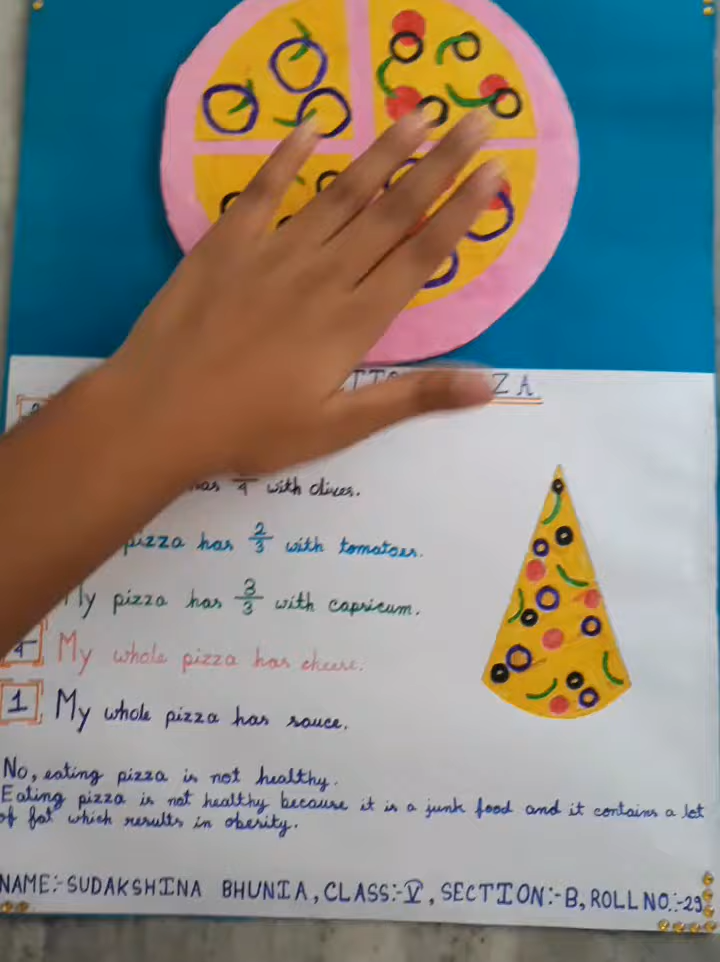 ZA
4 with olives.
pizza has 2/3 with tomatoes.
My pizza has 3/3 with capsicum.
4 My whole pizza has cheese.
1 My whole pizza has sauce.
No, eating pizza is not healthy.
Eating pizza is not healthy because it is a junk food and it contains a lot
of fat which results in obesity.
NAME:- SUDAKSHINA BHUNIA, CLASS:- V, SECTION:- B, ROLL NO.:-29